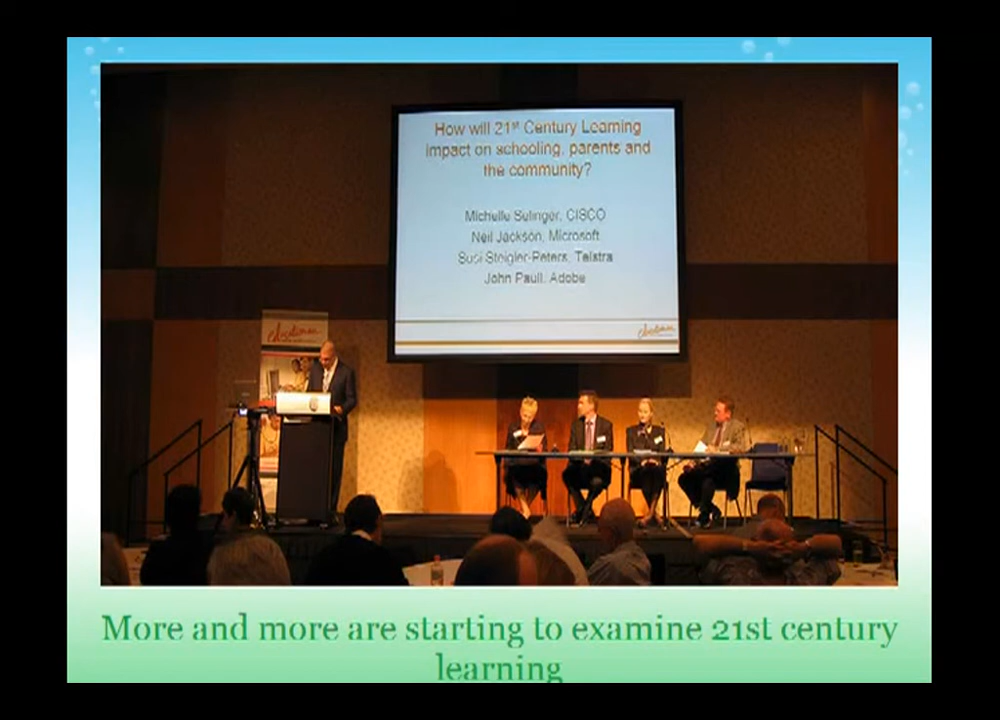 How will 21st Century Learning
impact on schooling, parents and
the community?
Michelle Selinger, CISCO
Neil Jackson, Microsoft
Susi Steigler-Peters, Telstra
John Paull, Adobe
More and more are starting to examine 21st century
learning